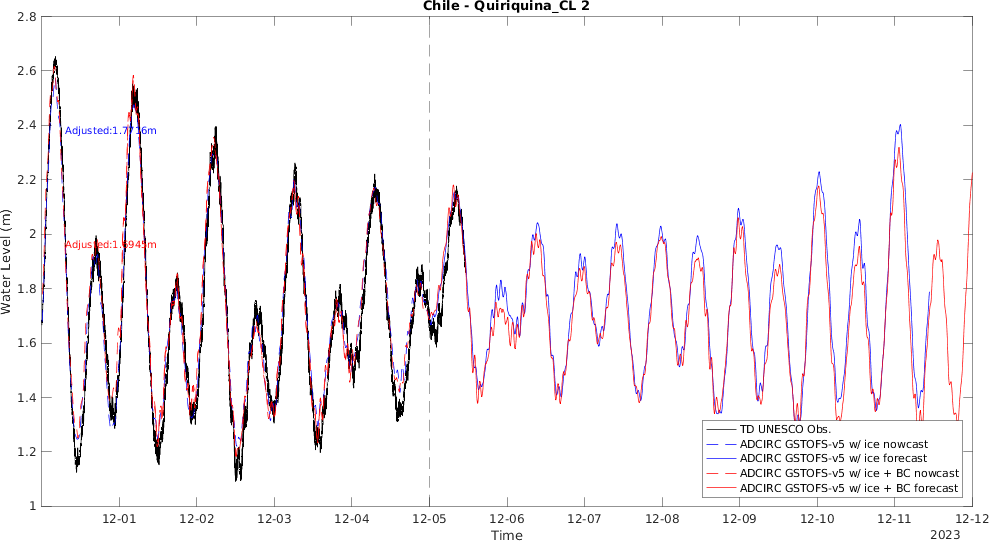 Chile - Quiriquina_CL 2
2.8
2.6
2.4
2.2
2
1.8
1.6
1.4
1.2
1
Water Level (m)
Adjusted:1.7716m
Adjusted:1.6945m
TD UNESCO Obs.
ADCIRC GSTOFS-v5 w/ ice nowcast
ADCIRC GSTOFS-v5 w/ ice forecast
ADCIRC GSTOFS-v5 w/ ice + BC nowcast
ADCIRC GSTOFS-v5 w/ ice + BC forecast
12-01 12-02 12-03 12-04 12-05 12-06 12-07 12-08 12-09 12-10 12-11 12-12
Time
2023